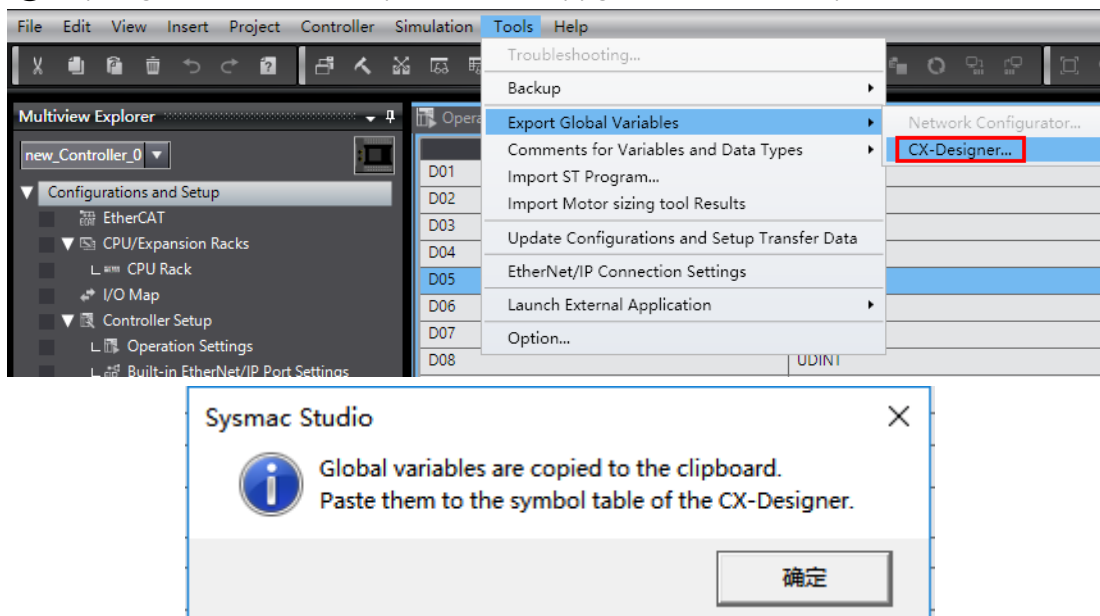 File Edit View Insert Project Controller Simulation Tools Help
Troubleshooting...
Backup
Multiview Explorer
Opera
Export Global Variables
Network Configurator...
new_Controller_0
Comments for Variables and Data Types
CX-Designer...
D01
Import ST Program...
Configurations and Setup
D02
Import Motor sizing tool Results
EtherCAT
D03
Update Configurations and Setup Transfer Data
CPU/Expansion Racks
D04
CPU Rack
D05
EtherNet/IP Connection Settings
I/O Map
D06
Launch External Application
Controller Setup
D07
Option...
Operation Settings
D08
UDINT
Built-in EtherNet/IP Port Settings
Sysmac Studio
Global variables are copied to the clipboard.
Paste them to the symbol table of the CX-Designer.
确定